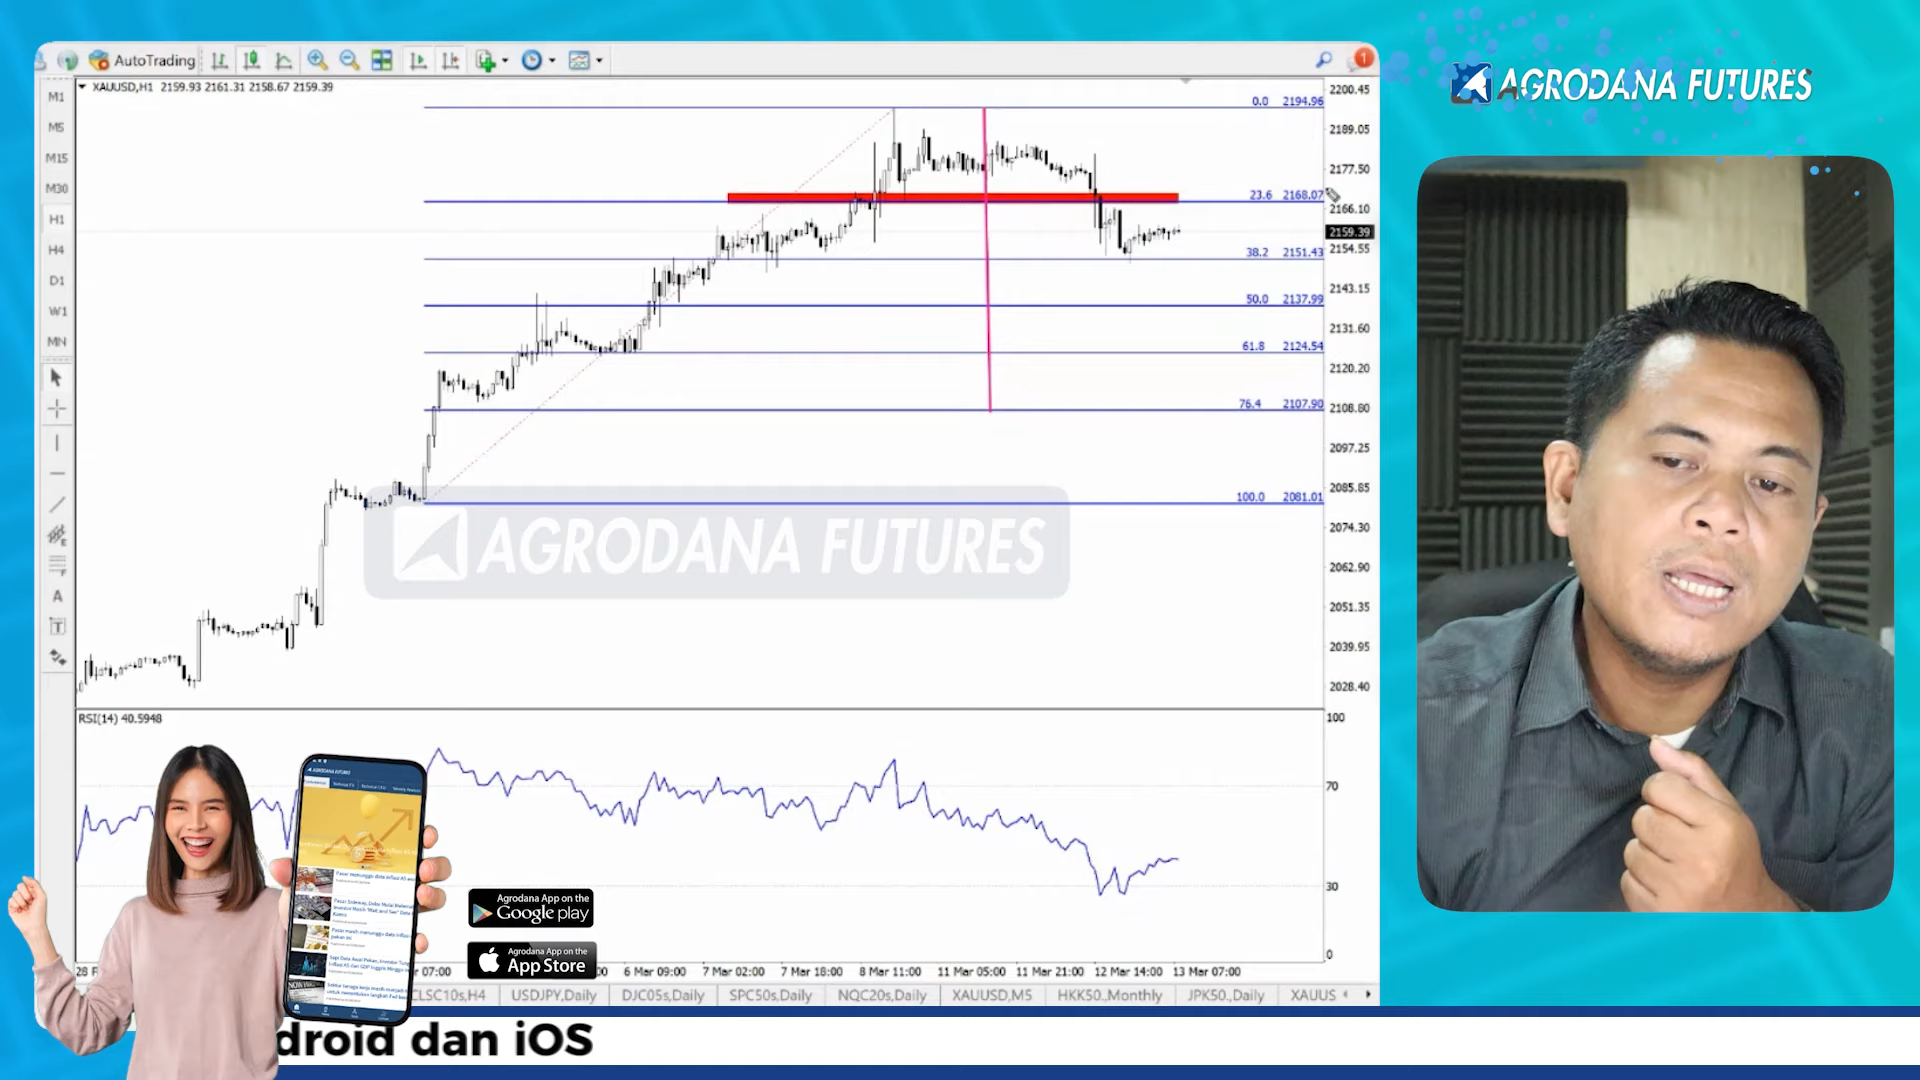 AutoTrading
1
AGRODANA FUTURES
XAUUSD,H1 2159.93 2161.31 2158.67 2159.39
M1
M5
M15
M30
H1
H4
D1
W1
MN
A
T
0.0 2194.96
23.6 2168.07
38.2 2151.43
50.0 2137.99
61.8 2124.54
76.4 2107.90
100.0 2081.01
2200.45
2189.05
2177.50
2166.10
2159.39
2154.55
2143.15
2131.60
2120.20
2108.80
2097.25
2085.85
2074.30
2062.90
2051.35
2039.95
2028.40
AGRODANA FUTURES
RSI(14) 40.5948
100
70
30
0
AGRODANA FUTURES
Agrodana App on the
Google play
Agrodana App on the
App Store
28 F
07:00
6 Mar 09:00
7 Mar 02:00
7 Mar 18:00
8 Mar 11:00
11 Mar 05:00
11 Mar 21:00
12 Mar 14:00
13 Mar 07:00
CLSC10s,H4
USDJPY,Daily
DJC05s,Daily
SPC50s,Daily
NQC20s,Daily
XAUUSD,M5
HKK50.,Monthly
JPK50.,Daily
XAUUS
droid dan iOS